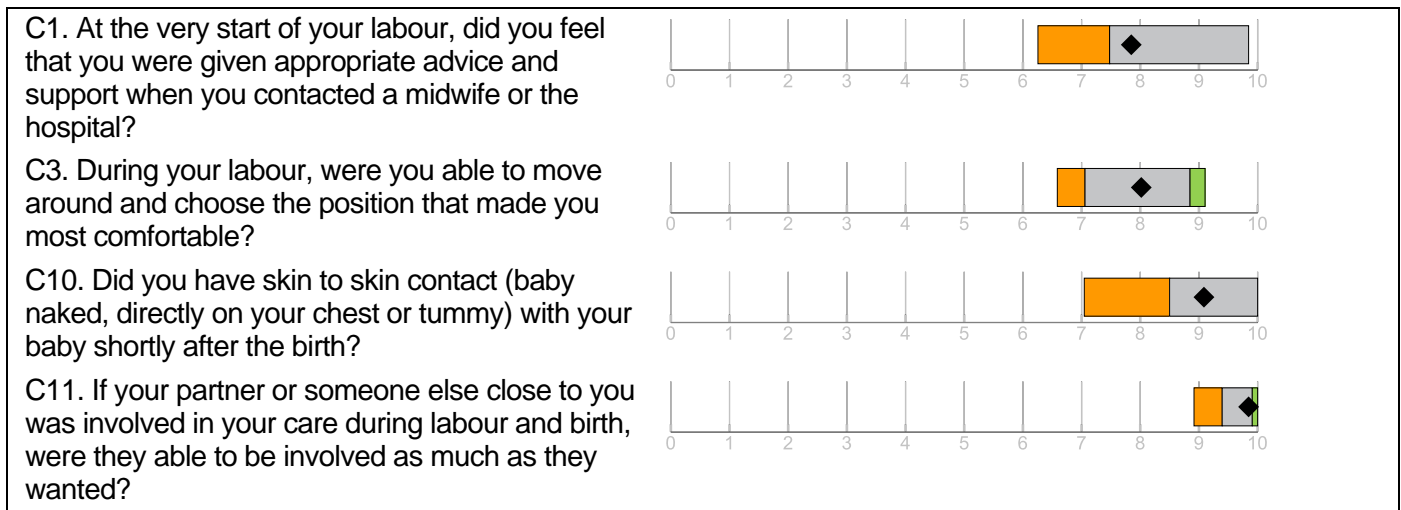 C1. At the very start of your labour, did you feel
that you were given appropriate advice and
support when you contacted a midwife or the
hospital?
0 1 2 3 4 5 6 7 8 9 10
C3. During your labour, were you able to move
around and choose the position that made you
most comfortable?
0 1 2 3 4 5 6 7 8 9 10
C10. Did you have skin to skin contact (baby
naked, directly on your chest or tummy) with your
baby shortly after the birth?
0 1 2 3 4 5 6 7 8 9 10
C11. If your partner or someone else close to you
was involved in your care during labour and birth,
were they able to be involved as much as they
wanted?
0 1 2 3 4 5 6 7 8 9 10